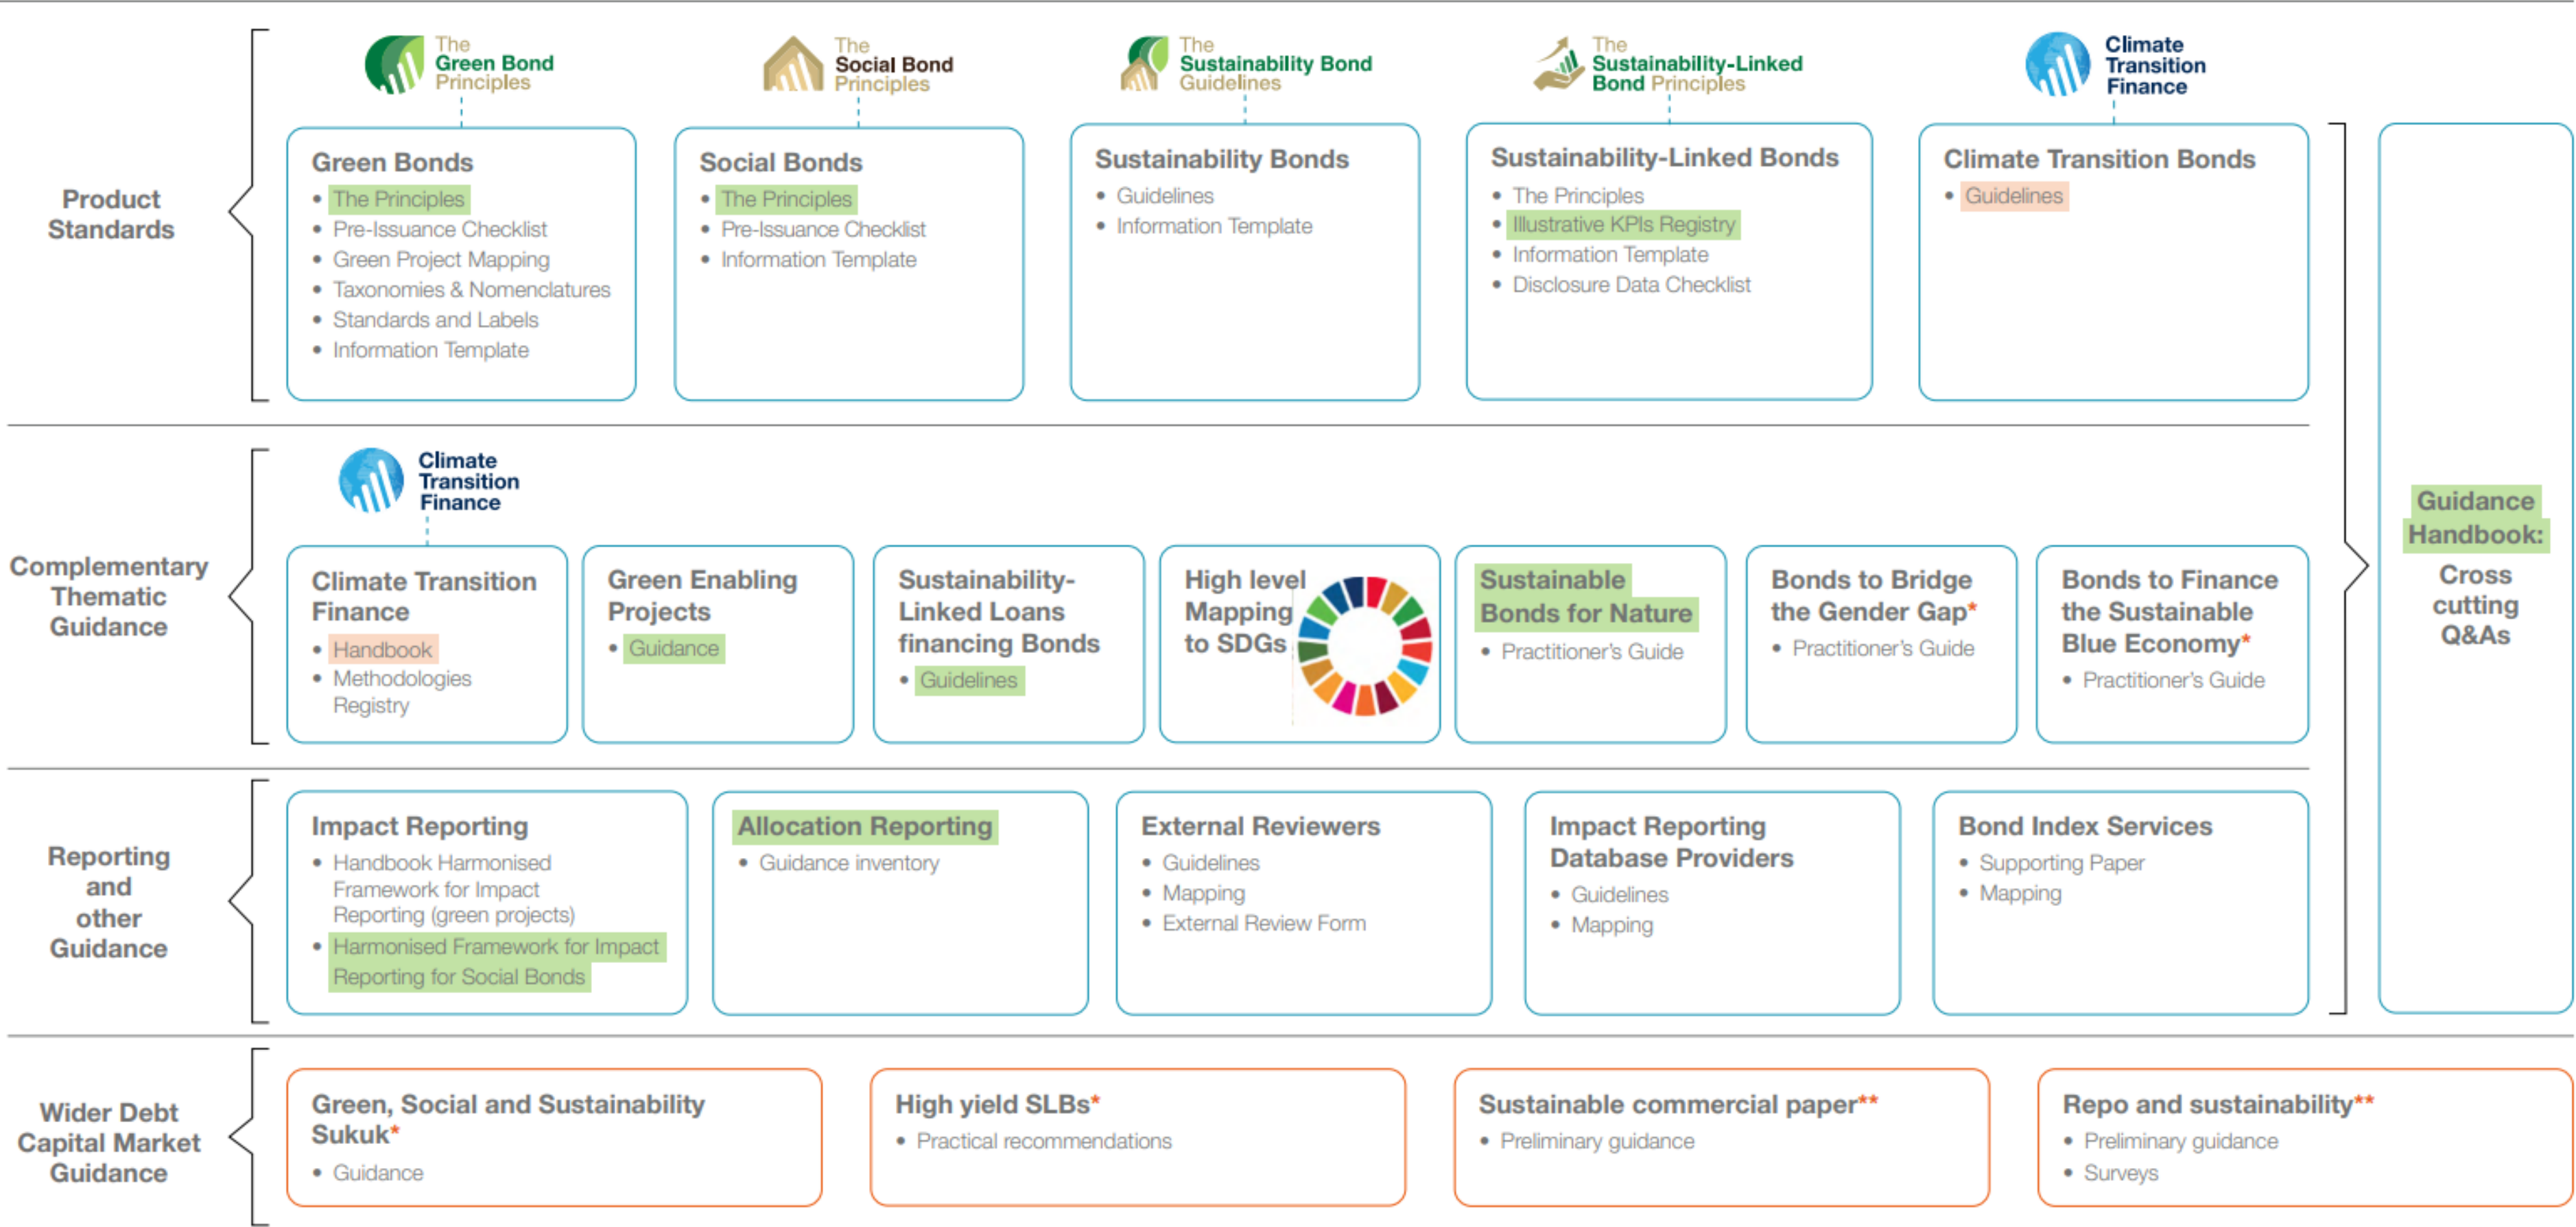 The
Green Bond
Principles
The
Social Bond
Principles
The
Sustainability Bond
Guidelines
The
Sustainability-Linked
Bond Principles
Climate
Transition
Finance
Product
Standards
Green Bonds
• The Principles
• Pre-Issuance Checklist
• Green Project Mapping
• Taxonomies & Nomenclatures
• Standards and Labels
• Information Template
Social Bonds
• The Principles
• Pre-Issuance Checklist
• Information Template
Sustainability Bonds
• Guidelines
• Information Template
Sustainability-Linked Bonds
• The Principles
• Illustrative KPIs Registry
• Information Template
• Disclosure Data Checklist
Climate Transition Bonds
• Guidelines
Climate
Transition
Finance
Complementary
Thematic
Guidance
Climate Transition
Finance
• Handbook
• Methodologies
Registry
Green Enabling
Projects
• Guidance
Sustainability-
Linked Loans
financing Bonds
• Guidelines
High level
Mapping
to SDGs
Sustainable
Bonds for Nature
• Practitioner's Guide
Bonds to Bridge
the Gender Gap*
• Practitioner's Guide
Bonds to Finance
the Sustainable
Blue Economy*
• Practitioner's Guide
Guidance
Handbook:
Cross
cutting
Q&As
Reporting
and
other
Guidance
Impact Reporting
• Handbook Harmonised
Framework for Impact
Reporting (green projects)
• Harmonised Framework for Impact
Reporting for Social Bonds
Allocation Reporting
• Guidance inventory
External Reviewers
• Guidelines
• Mapping
• External Review Form
Impact Reporting
Database Providers
• Guidelines
• Mapping
Bond Index Services
• Supporting Paper
• Mapping
Wider Debt
Capital Market
Guidance
Green, Social and Sustainability
Sukuk*
• Guidance
High yield SLBs*
• Practical recommendations
Sustainable commercial paper**
• Preliminary guidance
Repo and sustainability**
• Preliminary guidance
• Surveys